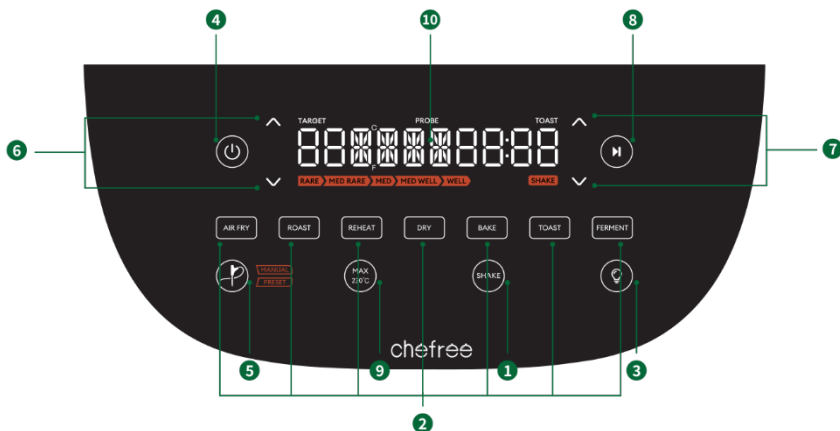 4 10 8
TARGET PROBE TOAST
C
F
6 7
RARE MED RARE MED MED WELL WELL SHAKE
AIR FRY ROAST REHEAT DRY BAKE TOAST FERMENT
MANUAL
PRESET
MAX
230°C
SHAKE
chefree
5 9 1 3
2